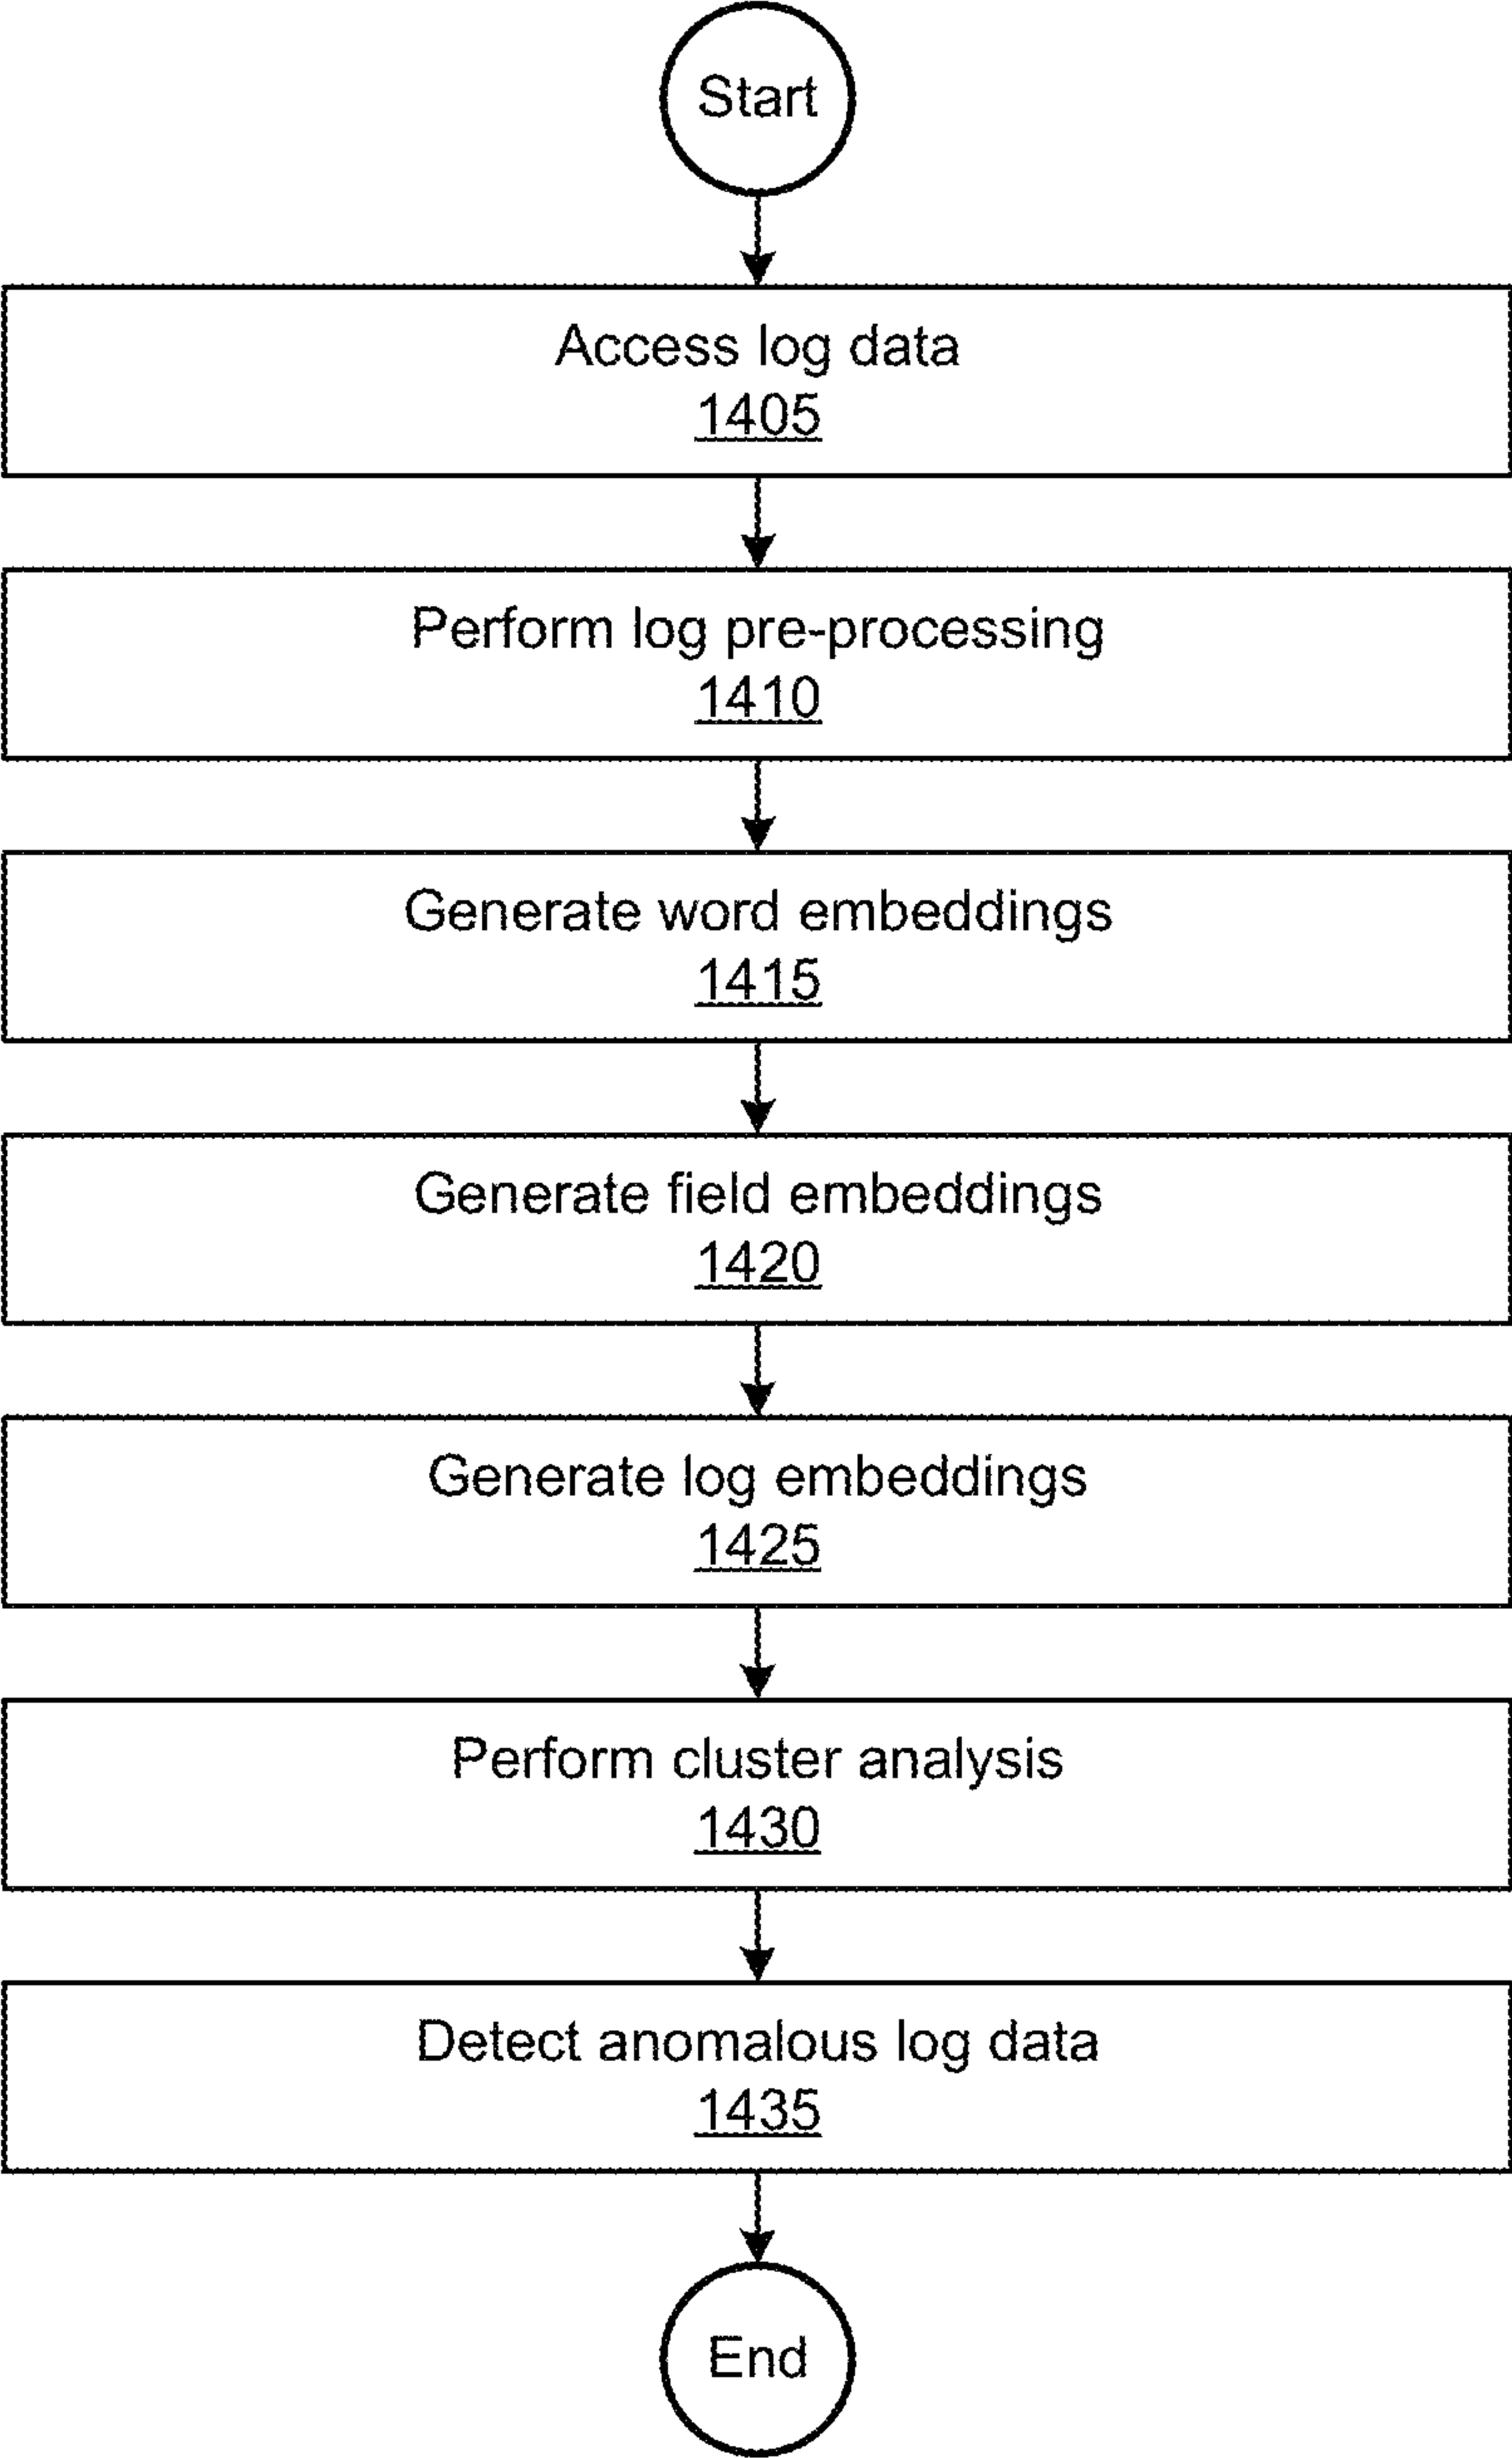 Start
Access log data
1405
Perform log pre-processing
1410
Generate word embeddings
1415
Generate field embeddings
1420
Generate log embeddings
1425
Perform cluster analysis
1430
Detect anomalous log data
1435
End